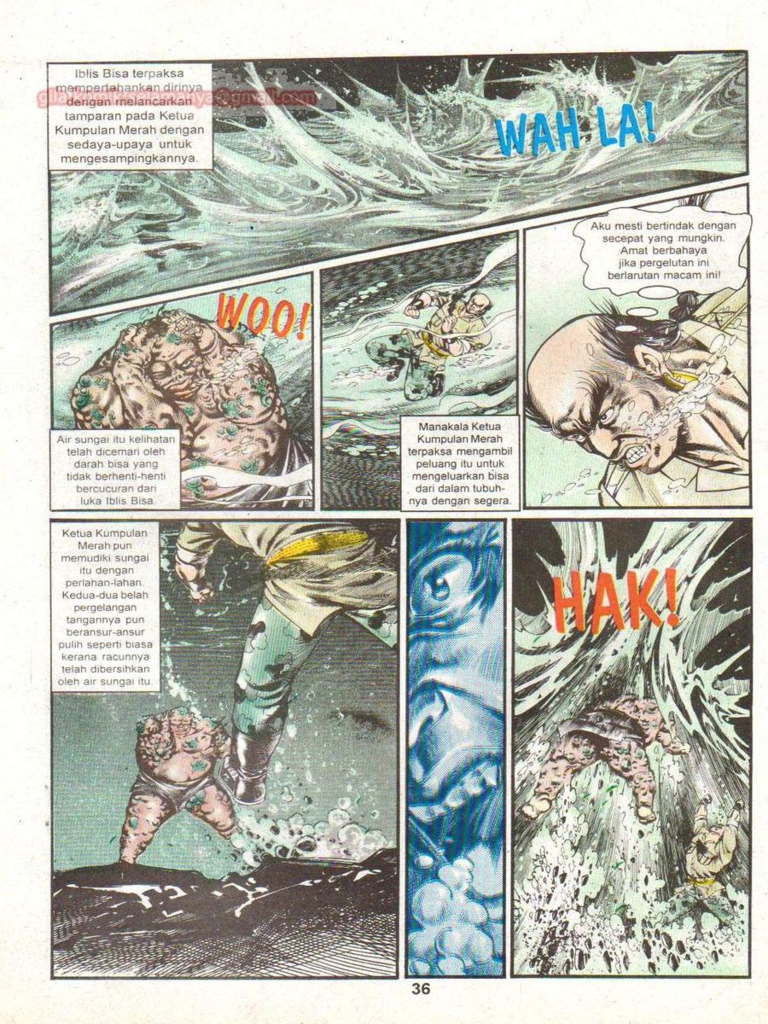 Iblis Bisa terpaksa
mempertahankan dirinya
dengan melancarkan
tamparan pada Ketua
Kumpulan Merah dengan
sedaya-upaya untuk
mengesampingkannya.
WAH LA!
Aku mesti bertindak dengan
secepat yang mungkin.
Amat berbahaya
jika pergelutan ini
berlarutan macam ini!
WOO!
Air sungai itu kelihatan
telah dicemari oleh
darah bisa yang
tidak berhenti-henti
bercucuran dari
luka Iblis Bisa.
Manakala Ketua
Kumpulan Merah
terpaksa mengambil
peluang itu untuk
mengeluarkan bisa
dari dalam tubuh-
nya dengan segera.
Ketua Kumpulan
Merah pun
memudiki sungai
itu dengan
perlahan-lahan.
Kedua-dua belah
pergelangan
tangannya pun
beransur-ansur
pulih seperti biasa
kerana racunnya
telah dibersihkan
oleh air sungai itu.
HAK!
36